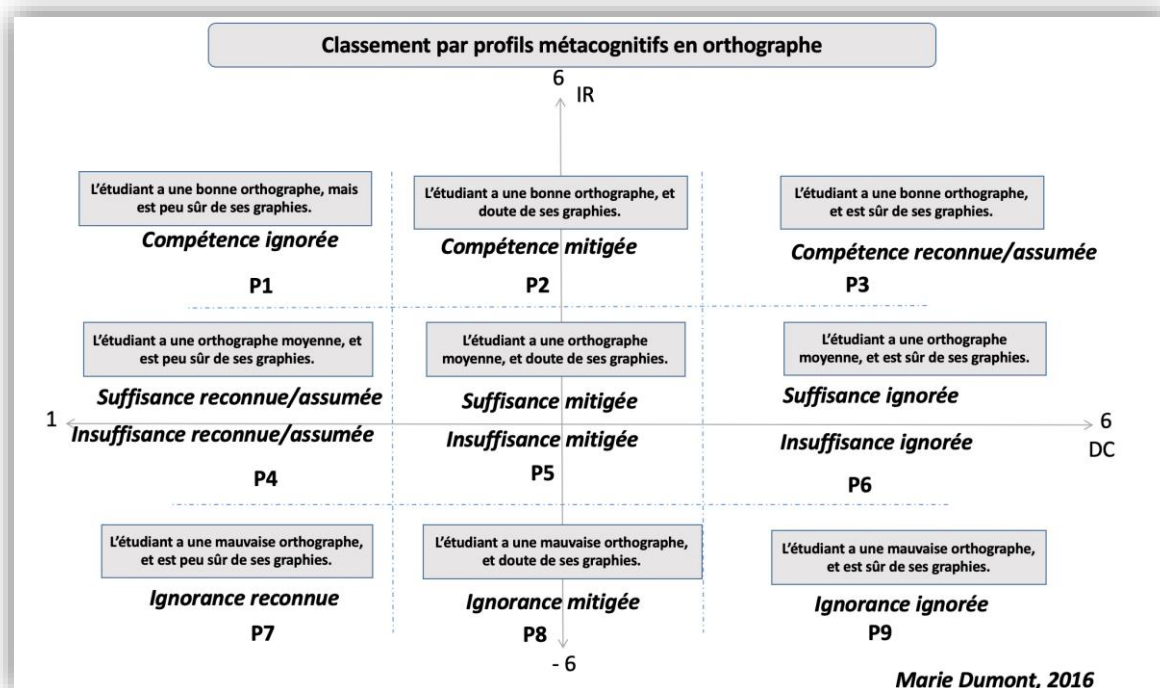 Classement par profils métacognitifs en orthographe
6
IR
L'étudiant a une bonne orthographe, mais
est peu sûr de ses graphies.
Compétence ignorée
P1
L'étudiant a une bonne orthographe, et
doute de ses graphies.
Compétence mitigée
P2
L'étudiant a une bonne orthographe,
et est sûr de ses graphies.
Compétence reconnue/assumée
P3
L'étudiant a une orthographe moyenne, et
est peu sûr de ses graphies.
Suffisance reconnue/assumée
L'étudiant a une orthographe
moyenne, et doute de ses graphies.
Suffisance mitigée
L'étudiant a une orthographe
moyenne, et est sûr de ses graphies.
Suffisance ignorée
1
6
DC
Insuffisance reconnue/assumée
P4
Insuffisance mitigée
P5
Insuffisance ignorée
P6
L'étudiant a une mauvaise orthographe,
et est peu sûr de ses graphies.
Ignorance reconnue
P7
L'étudiant a une mauvaise orthographe,
et doute de ses graphies.
Ignorance mitigée
P8
L'étudiant a une mauvaise orthographe,
et est sûr de ses graphies.
Ignorance ignorée
P9
- 6
Marie Dumont, 2016